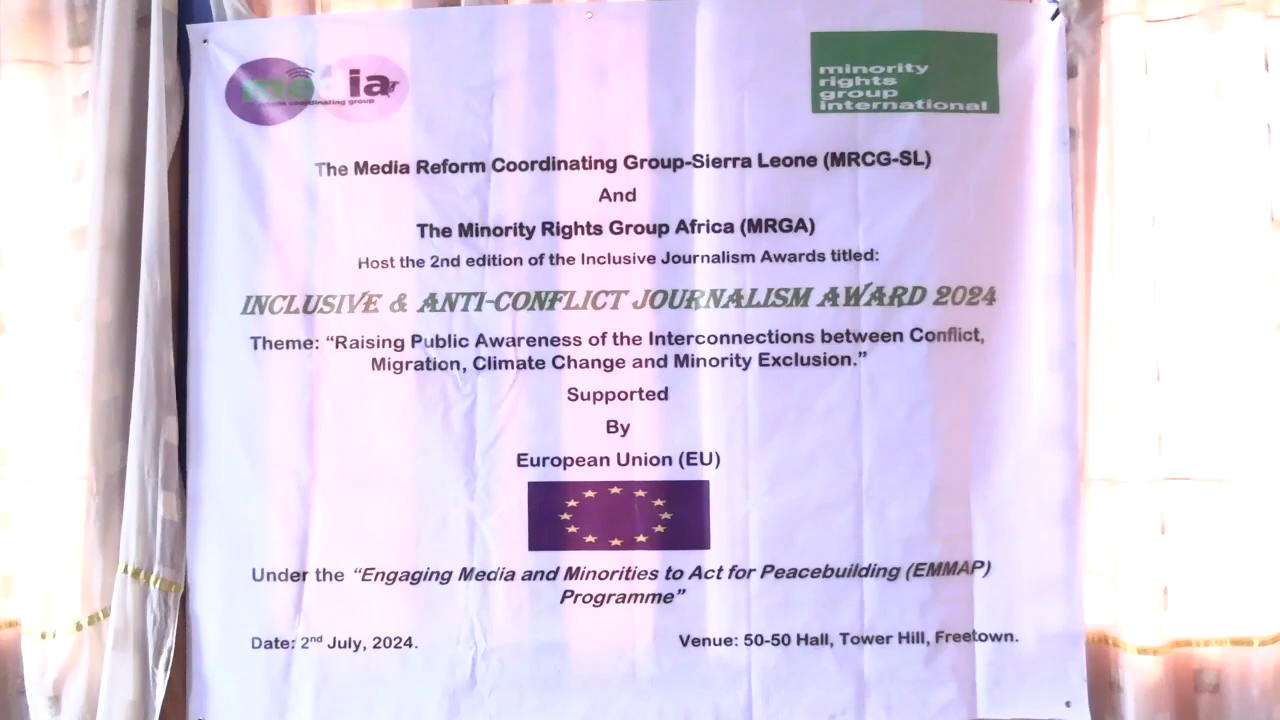 media
reform coordinating group
minority
rights
group
international
The Media Reform Coordinating Group-Sierra Leone (MRCG-SL)
And
The Minority Rights Group Africa (MRGA)
Host the 2nd edition of the Inclusive Journalism Awards titled:
INCLUSIVE & ANTI-CONFLICT JOURNALISM AWARD 2024
Theme: “Raising Public Awareness of the Interconnections between Conflict,
Migration, Climate Change and Minority Exclusion.”
Supported
By
European Union (EU)
Under the “Engaging Media and Minorities to Act for Peacebuilding (EMMAP)
Programme”
Date: 2nd July, 2024.
Venue: 50-50 Hall, Tower Hill, Freetown.